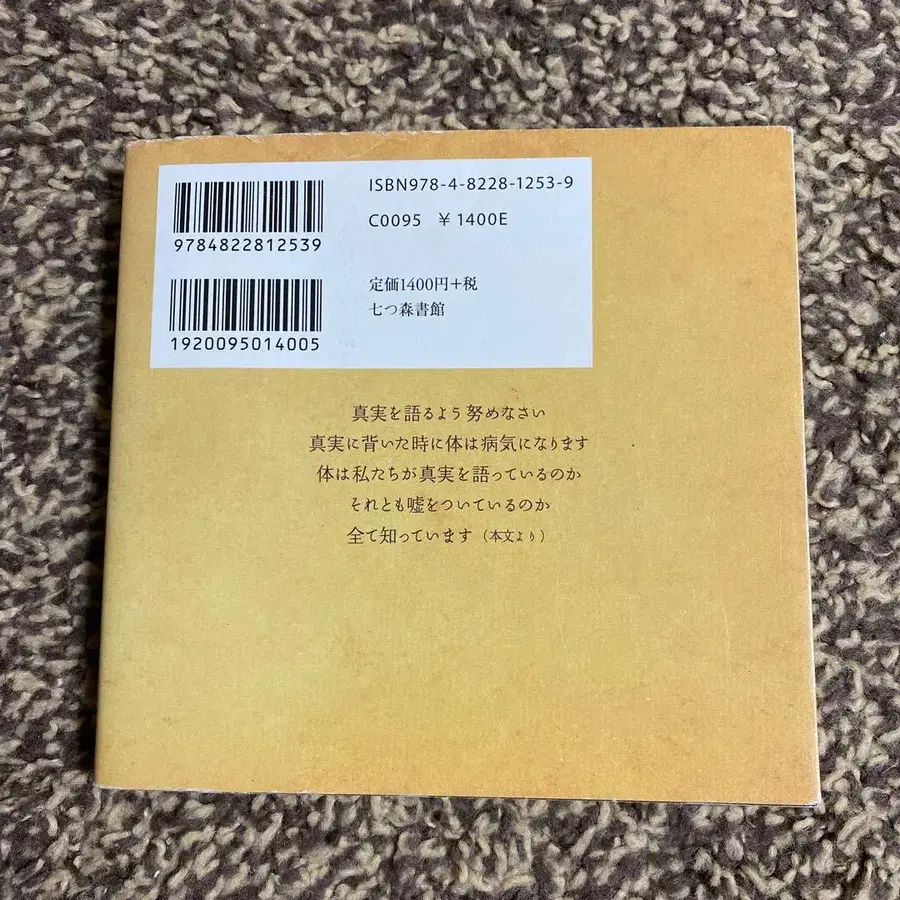 ISBN978-4-8228-1253-9
C0095 ¥1400E
9784822812539
定価1400円+税
七つ森書館
1920095014005
真実を語るよう努めなさい
真実に背いた時に体は病気になります
体は私たちが真実を語っているのか
それとも嘘をついているのか
全て知っています(本文より)